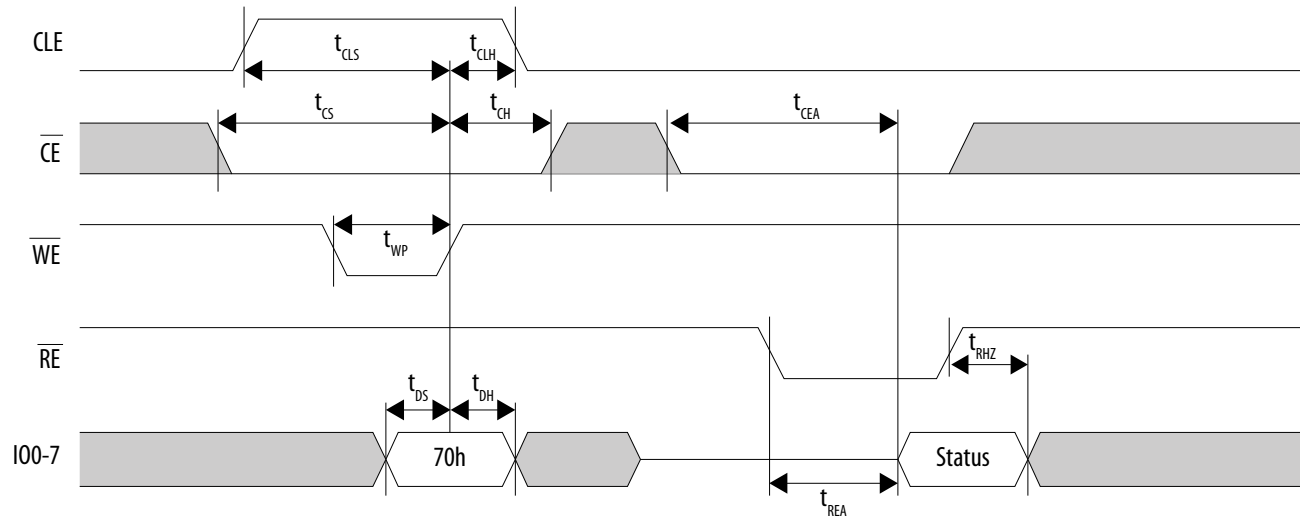 CLE
tCLS
tCLH
tCS
tCH
tCEA
CE
tWP
WE
RE
tRHZ
tDS
tDH
IO0-7
70h
Status
tREA